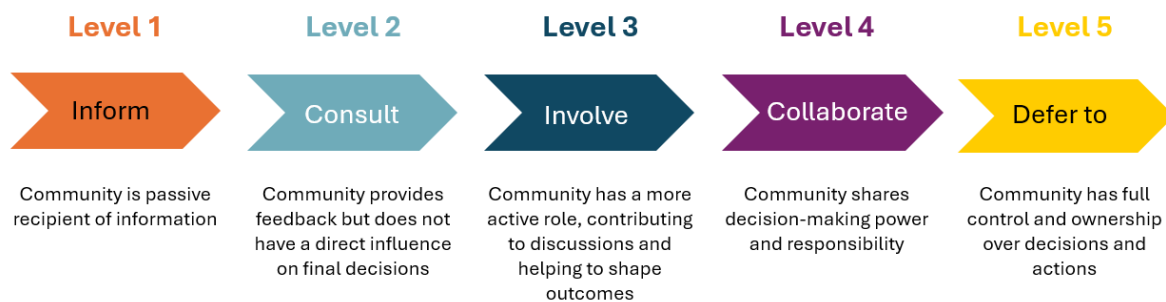 Level 1
Level 2
Level 3
Level 4
Level 5
Inform
Consult
Involve
Collaborate
Defer to
Community is passive
recipient of information
Community provides
feedback but does not
have a direct influence
on final decisions
Community has a more
active role, contributing
to discussions and
helping to shape
outcomes
Community shares
decision-making power
and responsibility
Community has full
control and ownership
over decisions and
actions